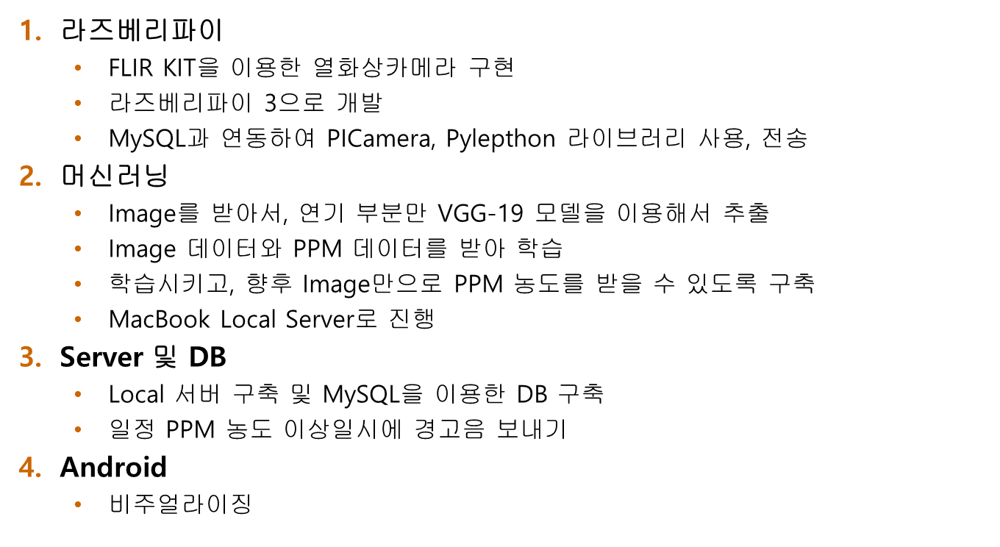 1. 라즈베리파이
• FLIR KIT을 이용한 열화상카메라 구현
• 라즈베리파이 3으로 개발
• MySQL과 연동하여 PICamera, Pylepthon 라이브러리 사용, 전송
2. 머신러닝
• Image를 받아서, 연기 부분만 VGG-19 모델을 이용해서 추출
• Image 데이터와 PPM 데이터를 받아 학습
• 학습시키고, 향후 Image만으로 PPM 농도를 받을 수 있도록 구축
• MacBook Local Server로 진행
3. Server 및 DB
• Local 서버 구축 및 MySQL을 이용한 DB 구축
• 일정 PPM 농도 이상일시에 경고음 보내기
4. Android
• 비주얼라이징